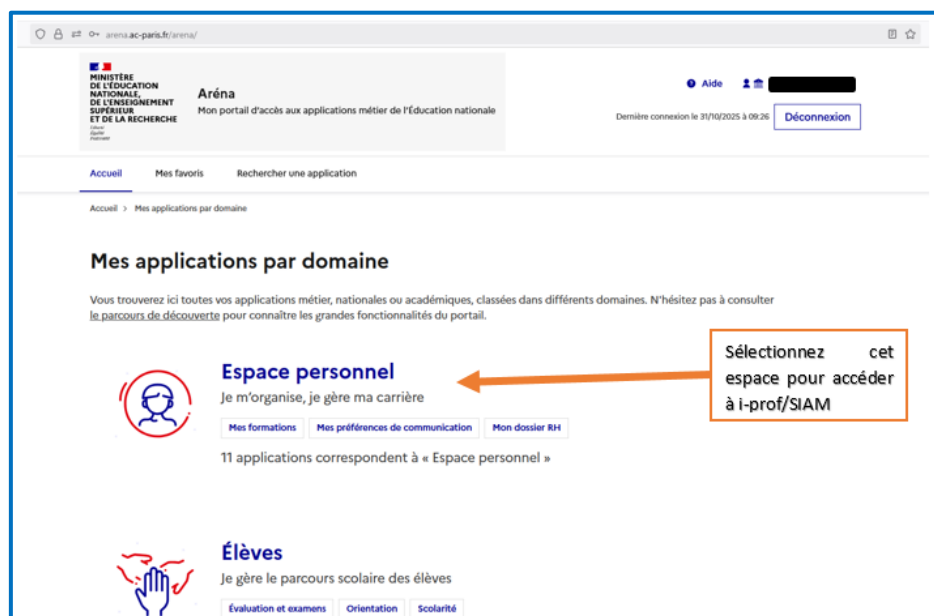 arena.ac-paris.fr/arena/
MINISTÈRE
DE L'ÉDUCATION
NATIONALE,
DE L'ENSEIGNEMENT
SUPÉRIEUR
ET DE LA RECHERCHE
Liberté
Égalité
Fraternité
Aréna
Mon portail d'accès aux applications métier de l'Éducation nationale
Aide
Dernière connexion le 31/10/2025 à 09:26
Déconnexion
Accueil Mes favoris Rechercher une application
Accueil > Mes applications par domaine
Mes applications par domaine
Vous trouverez ici toutes vos applications métier, nationales ou académiques, classées dans différents domaines. N'hésitez pas à consulter
le parcours de découverte pour connaître les grandes fonctionnalités du portail.
Sélectionnez cet
espace pour accéder
à i-prof/SIAM
Espace personnel
Je m'organise, je gère ma carrière
Mes formations Mes préférences de communication Mon dossier RH
11 applications correspondent à « Espace personnel »
Élèves
Je gère le parcours scolaire des élèves
Évaluation et examens Orientation Scolarité